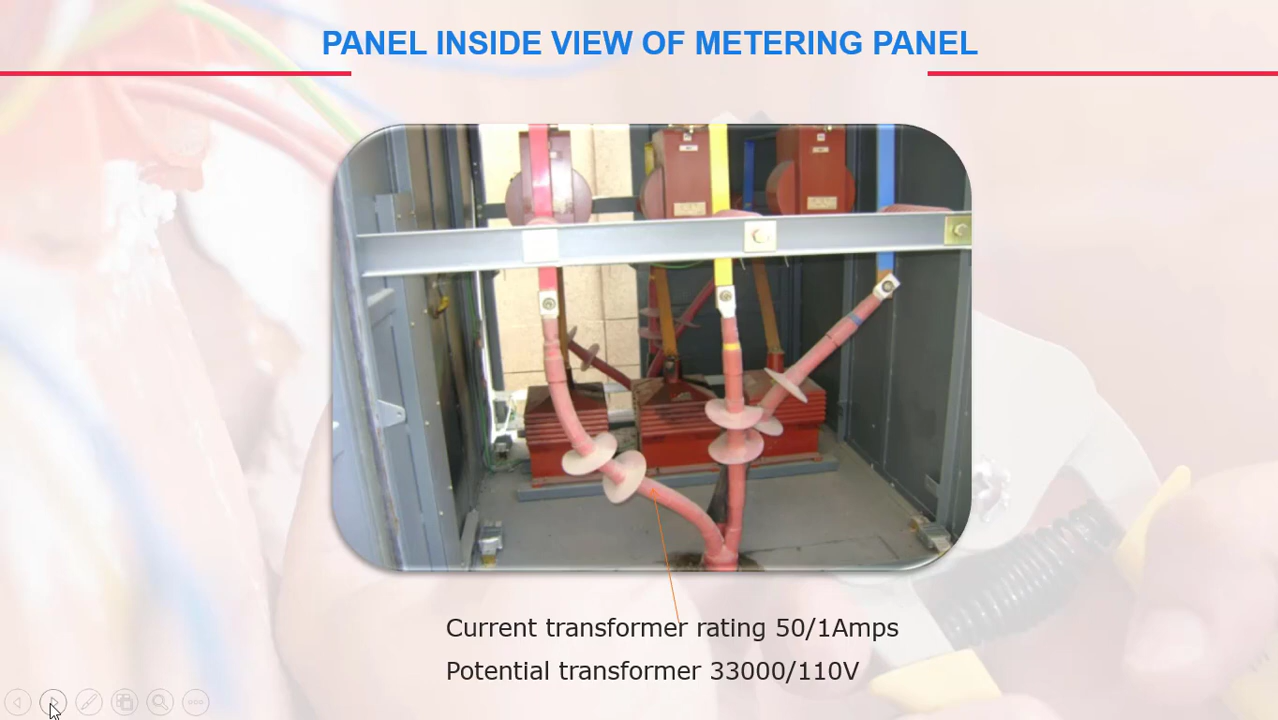 PANEL INSIDE VIEW OF METERING PANEL
Current transformer rating 50/1Amps
Potential transformer 33000/110V